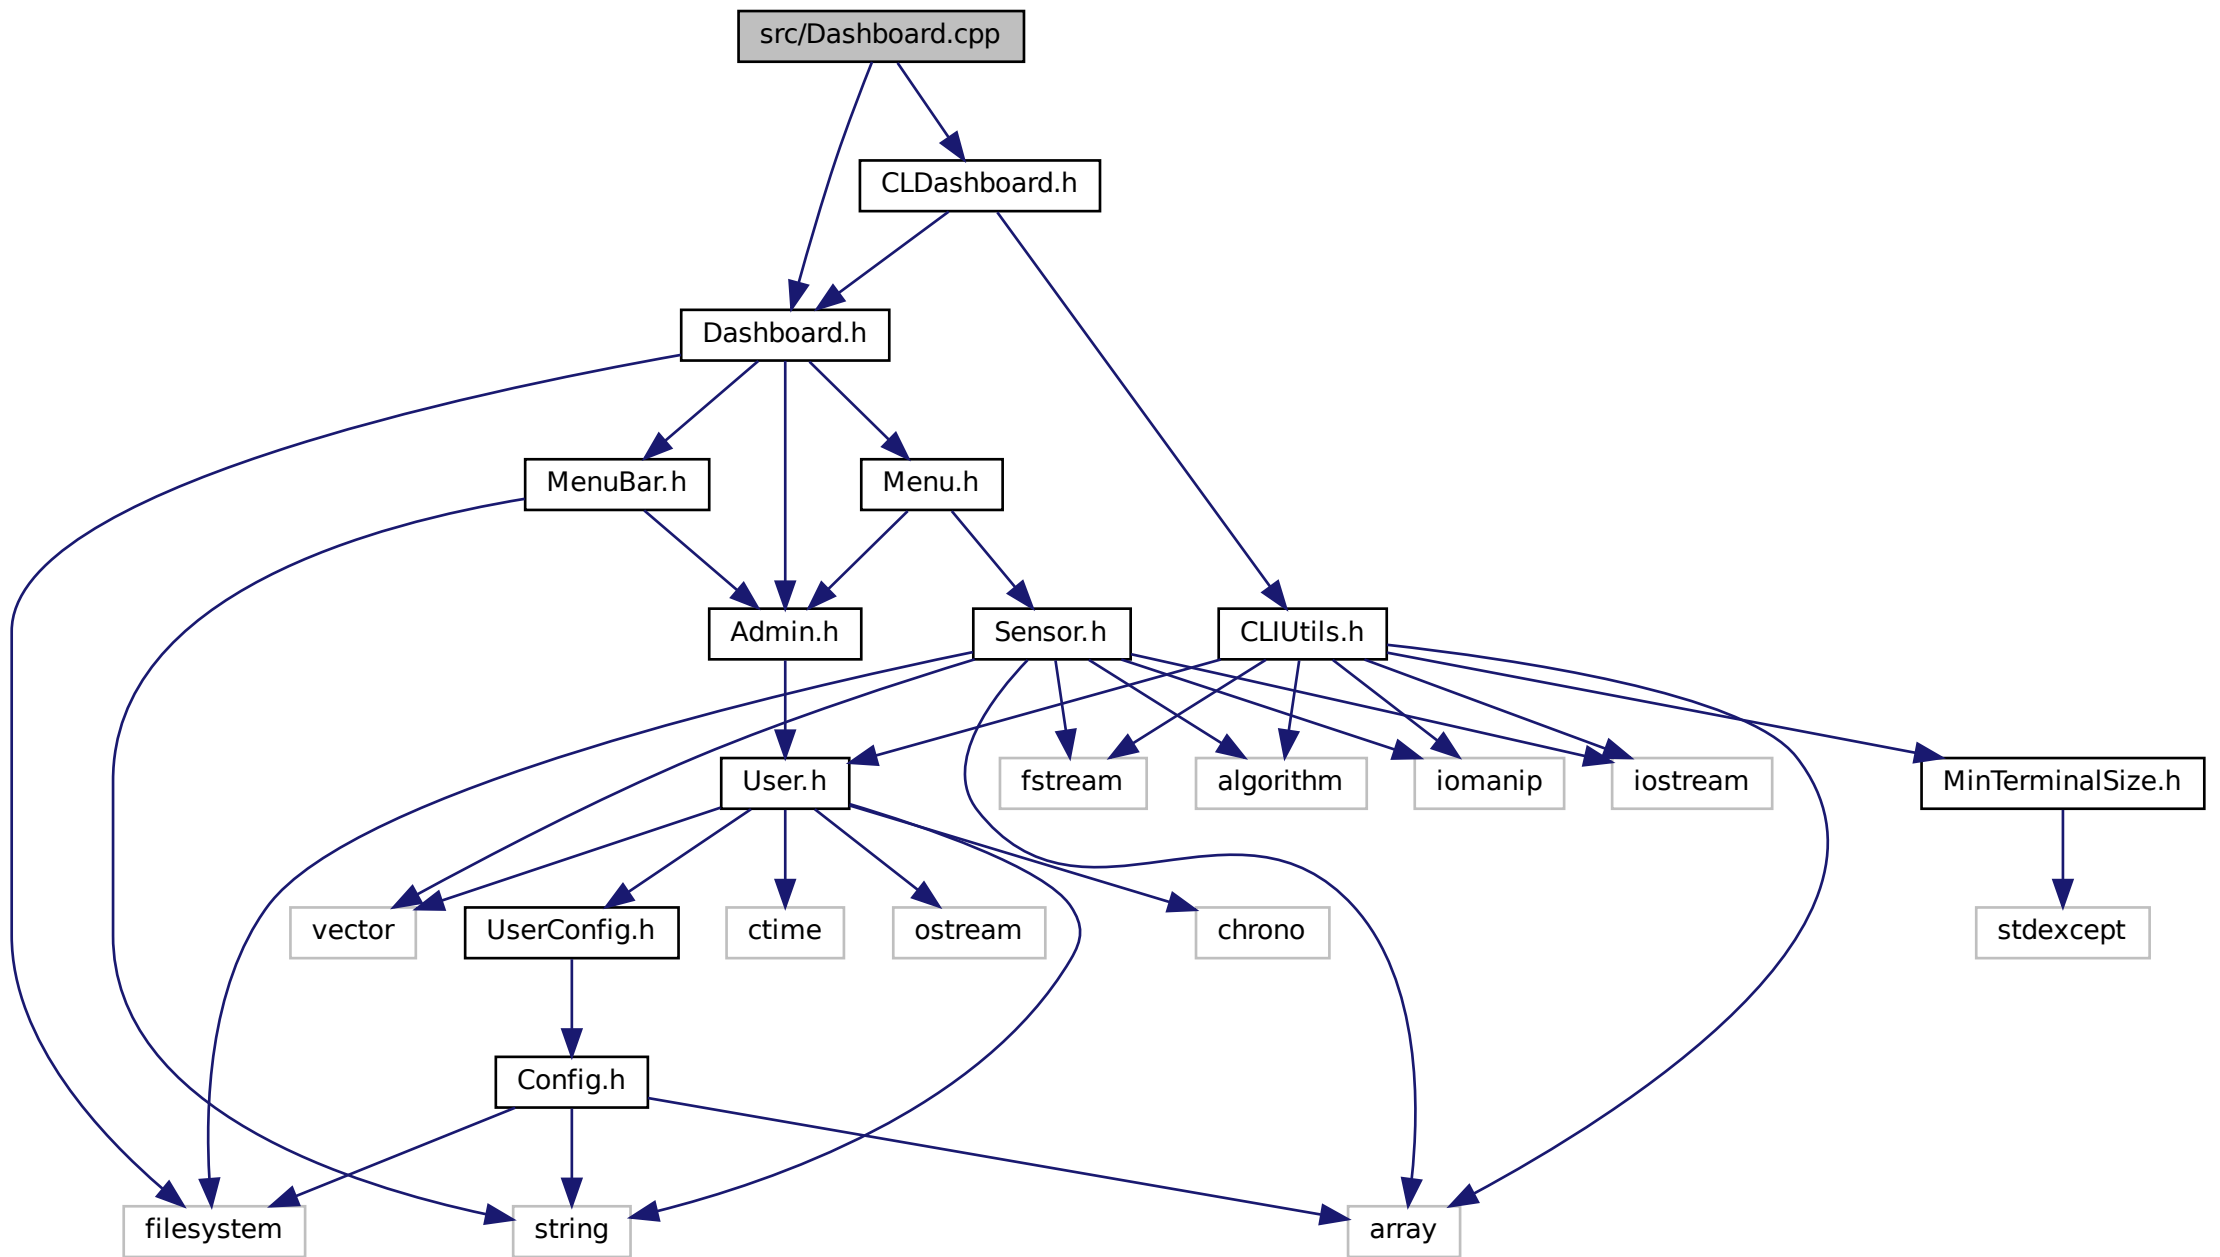 src/Dashboard.cpp
CLDashboard.h
Dashboard.h
MenuBar.h
Menu.h
Admin.h
Sensor.h
CLIUtils.h
User.h
fstream
algorithm
iomanip
iostream
MinTerminalSize.h
vector
UserConfig.h
ctime
ostream
chrono
stdexcept
Config.h
filesystem
string
array